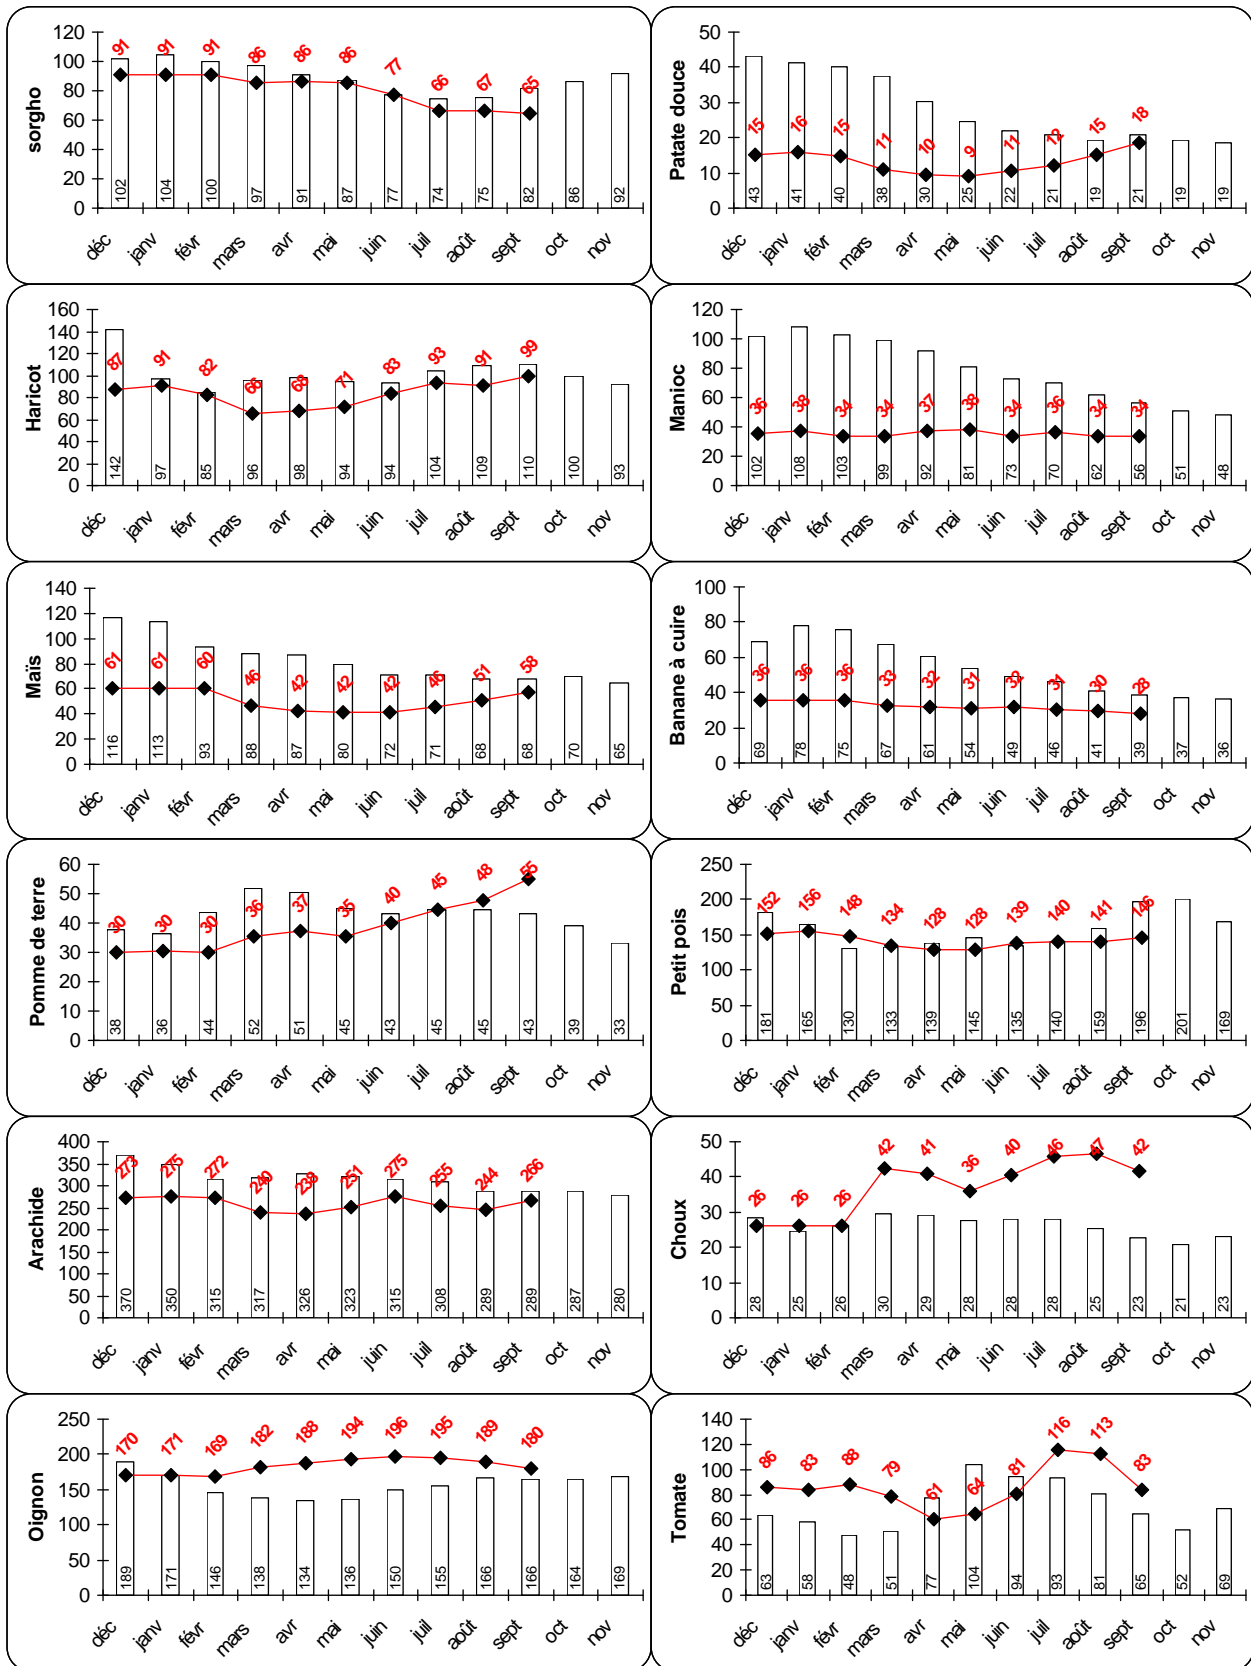 sorgho
120
100
80
60
40
20
0
91 91 91 86 86 86 77 66 67 65
102 104 100 97 91 87 77 74 75 82 86 92
déc janv févr mars avr mai juin juil août sept oct nov
Patate douce
50
40
30
20
10
0
15 16 15 11 10 9 11 12 15 18
43 41 40 38 30 25 22 21 19 21 19 19
déc janv févr mars avr mai juin juil août sept oct nov
Haricot
160
140
120
100
80
60
40
20
0
87 91 82 66 68 71 83 93 91 99
142 97 85 96 98 94 94 104 109 110 100 93
déc janv févr mars avr mai juin juil août sept oct nov
Manioc
120
100
80
60
40
20
0
36 38 34 34 37 38 34 36 34 34
102 108 103 99 92 81 73 70 62 56 51 48
déc janv févr mars avr mai juin juil août sept oct nov
Maïs
140
120
100
80
60
40
20
0
61 61 60 46 42 42 42 46 51 58
116 113 93 88 87 80 72 71 68 68 70 65
déc janv févr mars avr mai juin juil août sept oct nov
Banane à cuire
100
80
60
40
20
0
36 36 36 33 32 31 32 31 30 28
69 78 75 67 61 54 49 46 41 39 37 36
déc janv févr mars avr mai juin juil août sept oct nov
Pomme de terre
60
50
40
30
20
10
0
30 30 30 36 37 35 40 45 48 55
38 36 44 52 51 45 43 45 45 43 39 33
déc janv févr mars avr mai juin juil août sept oct nov
Petit pois
250
200
150
100
50
0
152 156 148 134 128 128 139 140 141 146
181 165 130 133 139 145 135 140 159 196 201 169
déc janv févr mars avr mai juin juil août sept oct nov
Arachide
400
350
300
250
200
150
100
50
0
273 275 272 240 238 251 275 255 244 266
370 350 315 317 326 323 315 308 289 289 287 280
déc janv févr mars avr mai juin juil août sept oct nov
Choux
50
40
30
20
10
0
26 26 26 42 41 36 40 46 47 42
28 25 26 30 29 28 28 28 25 23 21 23
déc janv févr mars avr mai juin juil août sept oct nov
Oignon
250
200
150
100
50
0
170 171 169 182 188 194 196 195 189 180
189 171 146 138 134 136 150 155 166 166 164 169
déc janv févr mars avr mai juin juil août sept oct nov
Tomate
140
120
100
80
60
40
20
0
86 83 88 79 61 64 81 116 113 83
63 58 48 51 77 104 94 93 81 65 52 69
déc janv févr mars avr mai juin juil août sept oct nov